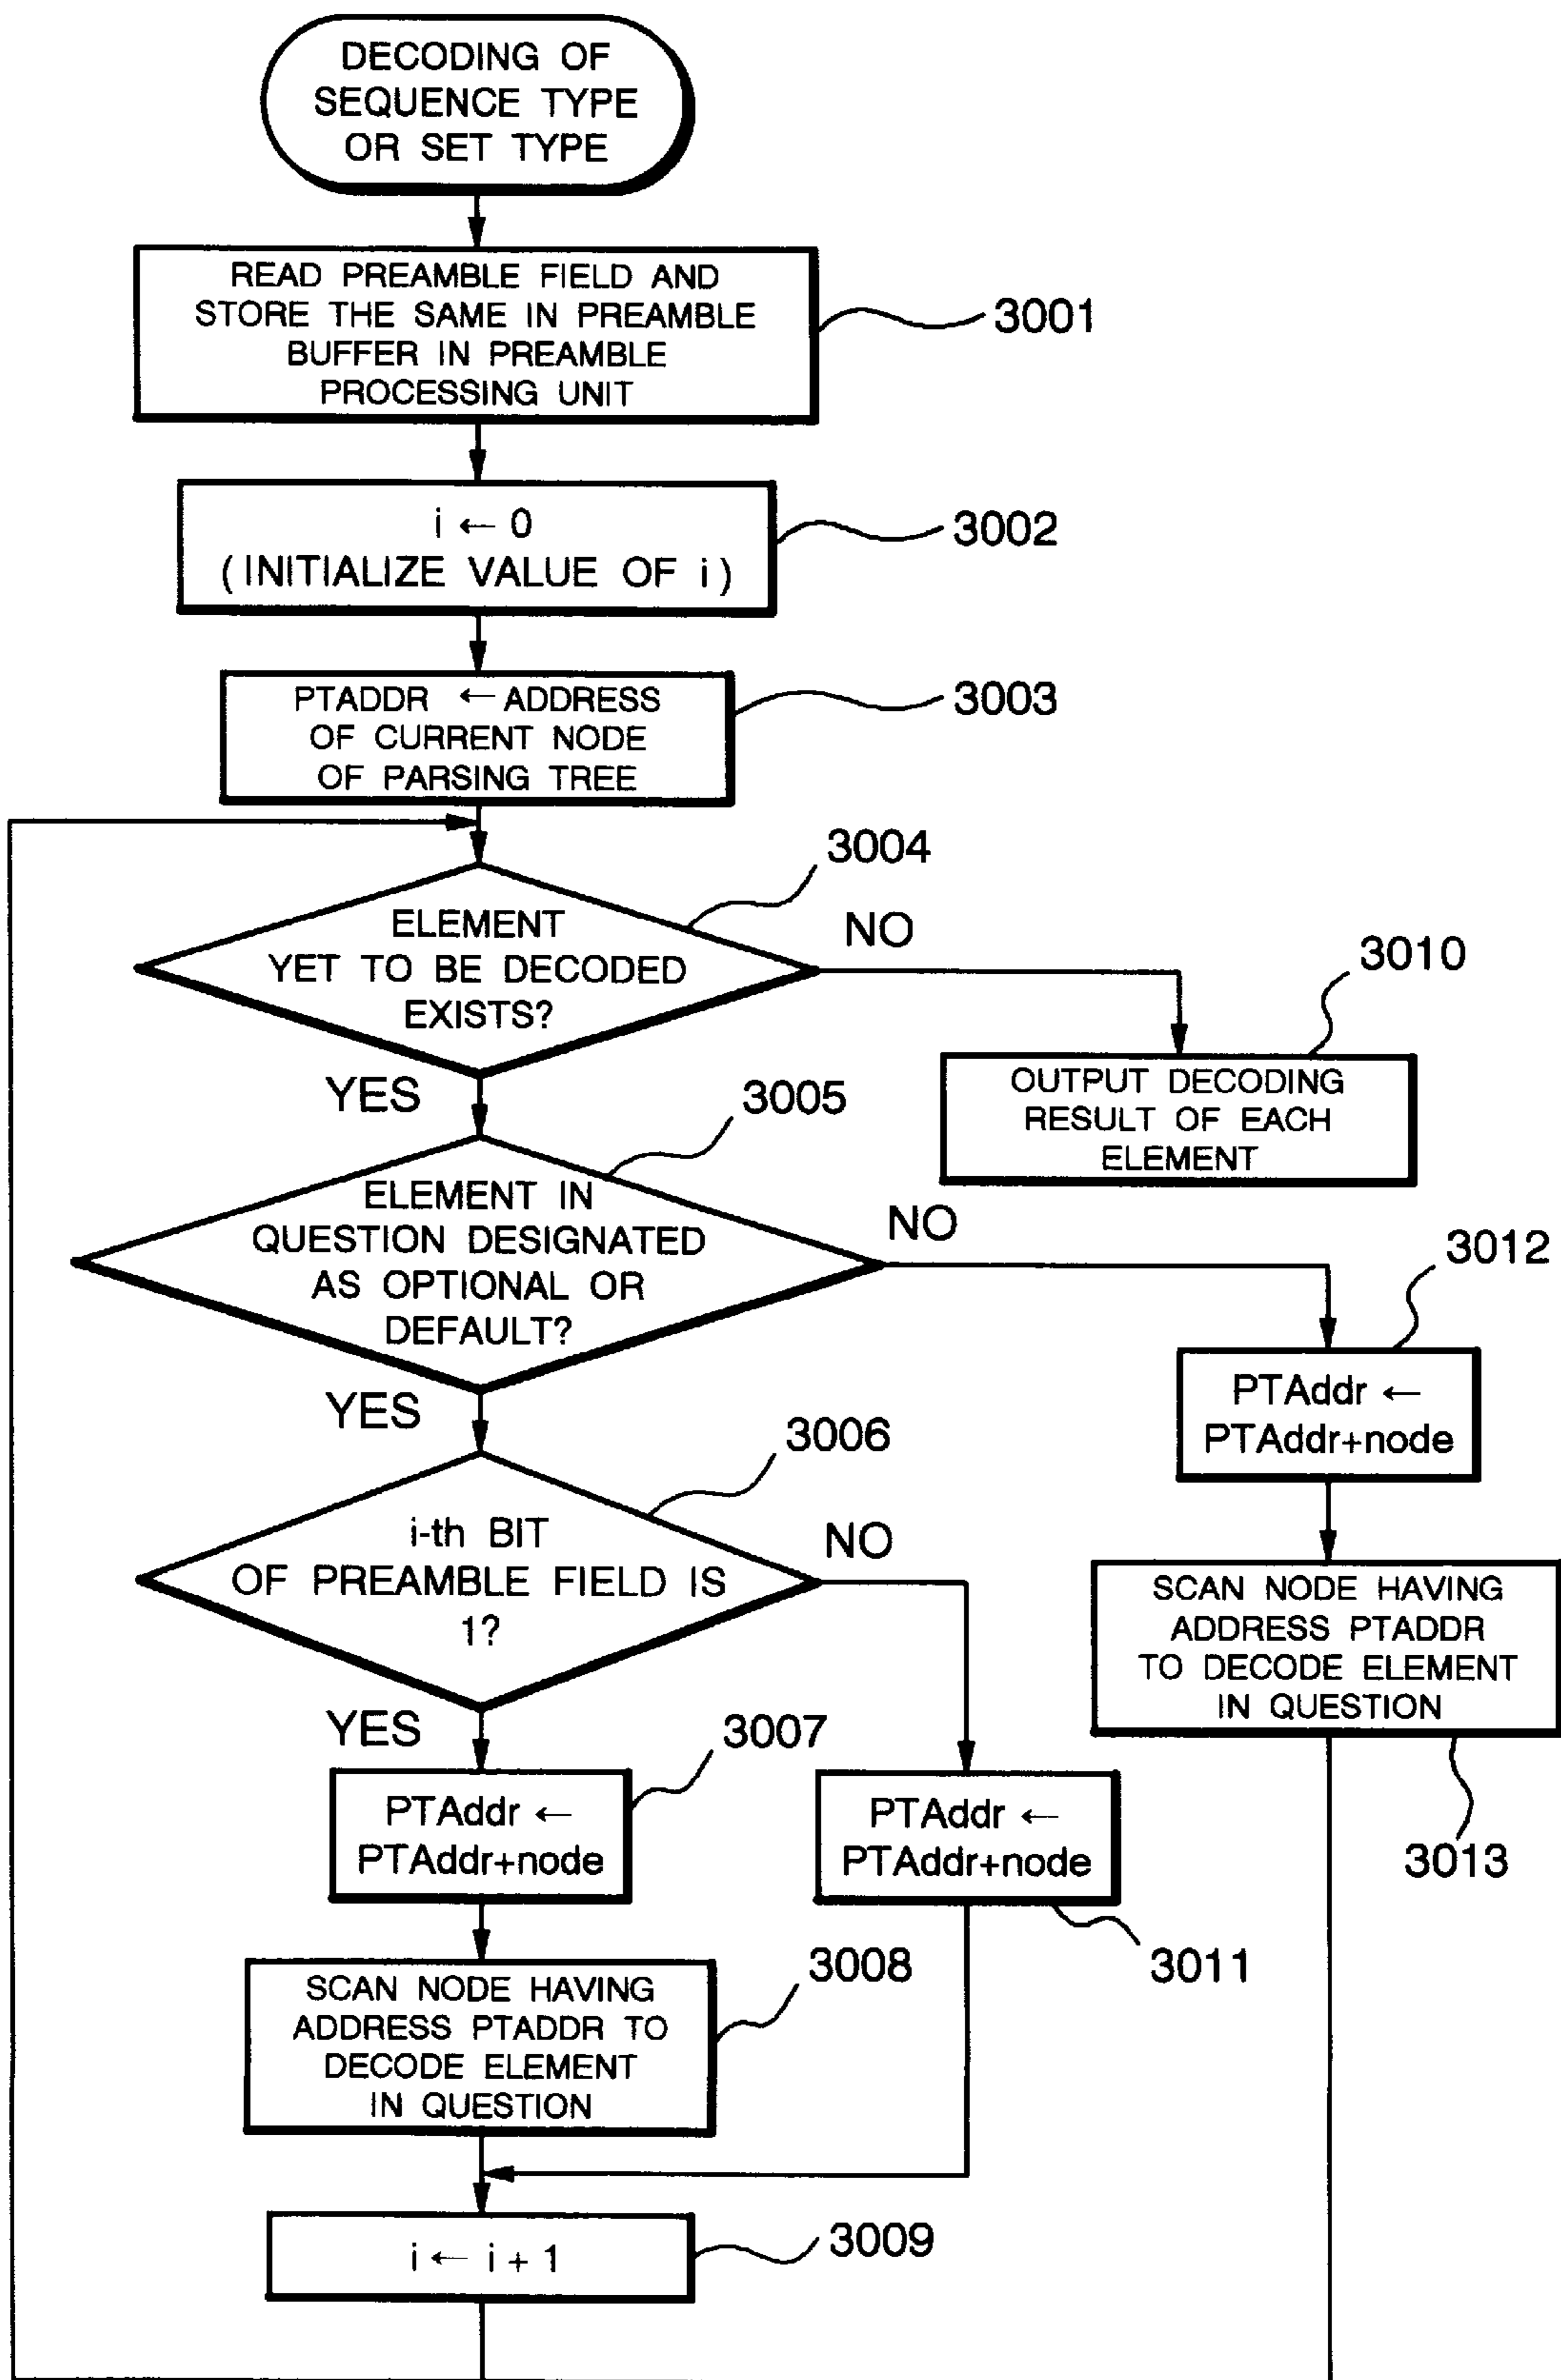 DECODING OF
SEQUENCE TYPE
OR SET TYPE
READ PREAMBLE FIELD AND
STORE THE SAME IN PREAMBLE
BUFFER IN PREAMBLE
PROCESSING UNIT
3001
i ← 0
(INITIALIZE VALUE OF i)
3002
PTADDR ← ADDRESS
OF CURRENT NODE
OF PARSING TREE
3003
3004
ELEMENT
YET TO BE DECODED
EXISTS?
NO
YES
3010
OUTPUT DECODING
RESULT OF EACH
ELEMENT
3005
ELEMENT IN
QUESTION DESIGNATED
AS OPTIONAL OR
DEFAULT?
NO
YES
3012
PTAddr ←
PTAddr+node
3006
i-th BIT
OF PREAMBLE FIELD IS
1?
NO
YES
SCAN NODE HAVING
ADDRESS PTADDR
TO DECODE ELEMENT
IN QUESTION
3013
3007
PTAddr ←
PTAddr+node
PTAddr ←
PTAddr+node
3011
3008
SCAN NODE HAVING
ADDRESS PTADDR TO
DECODE ELEMENT
IN QUESTION
i ← i + 1
3009